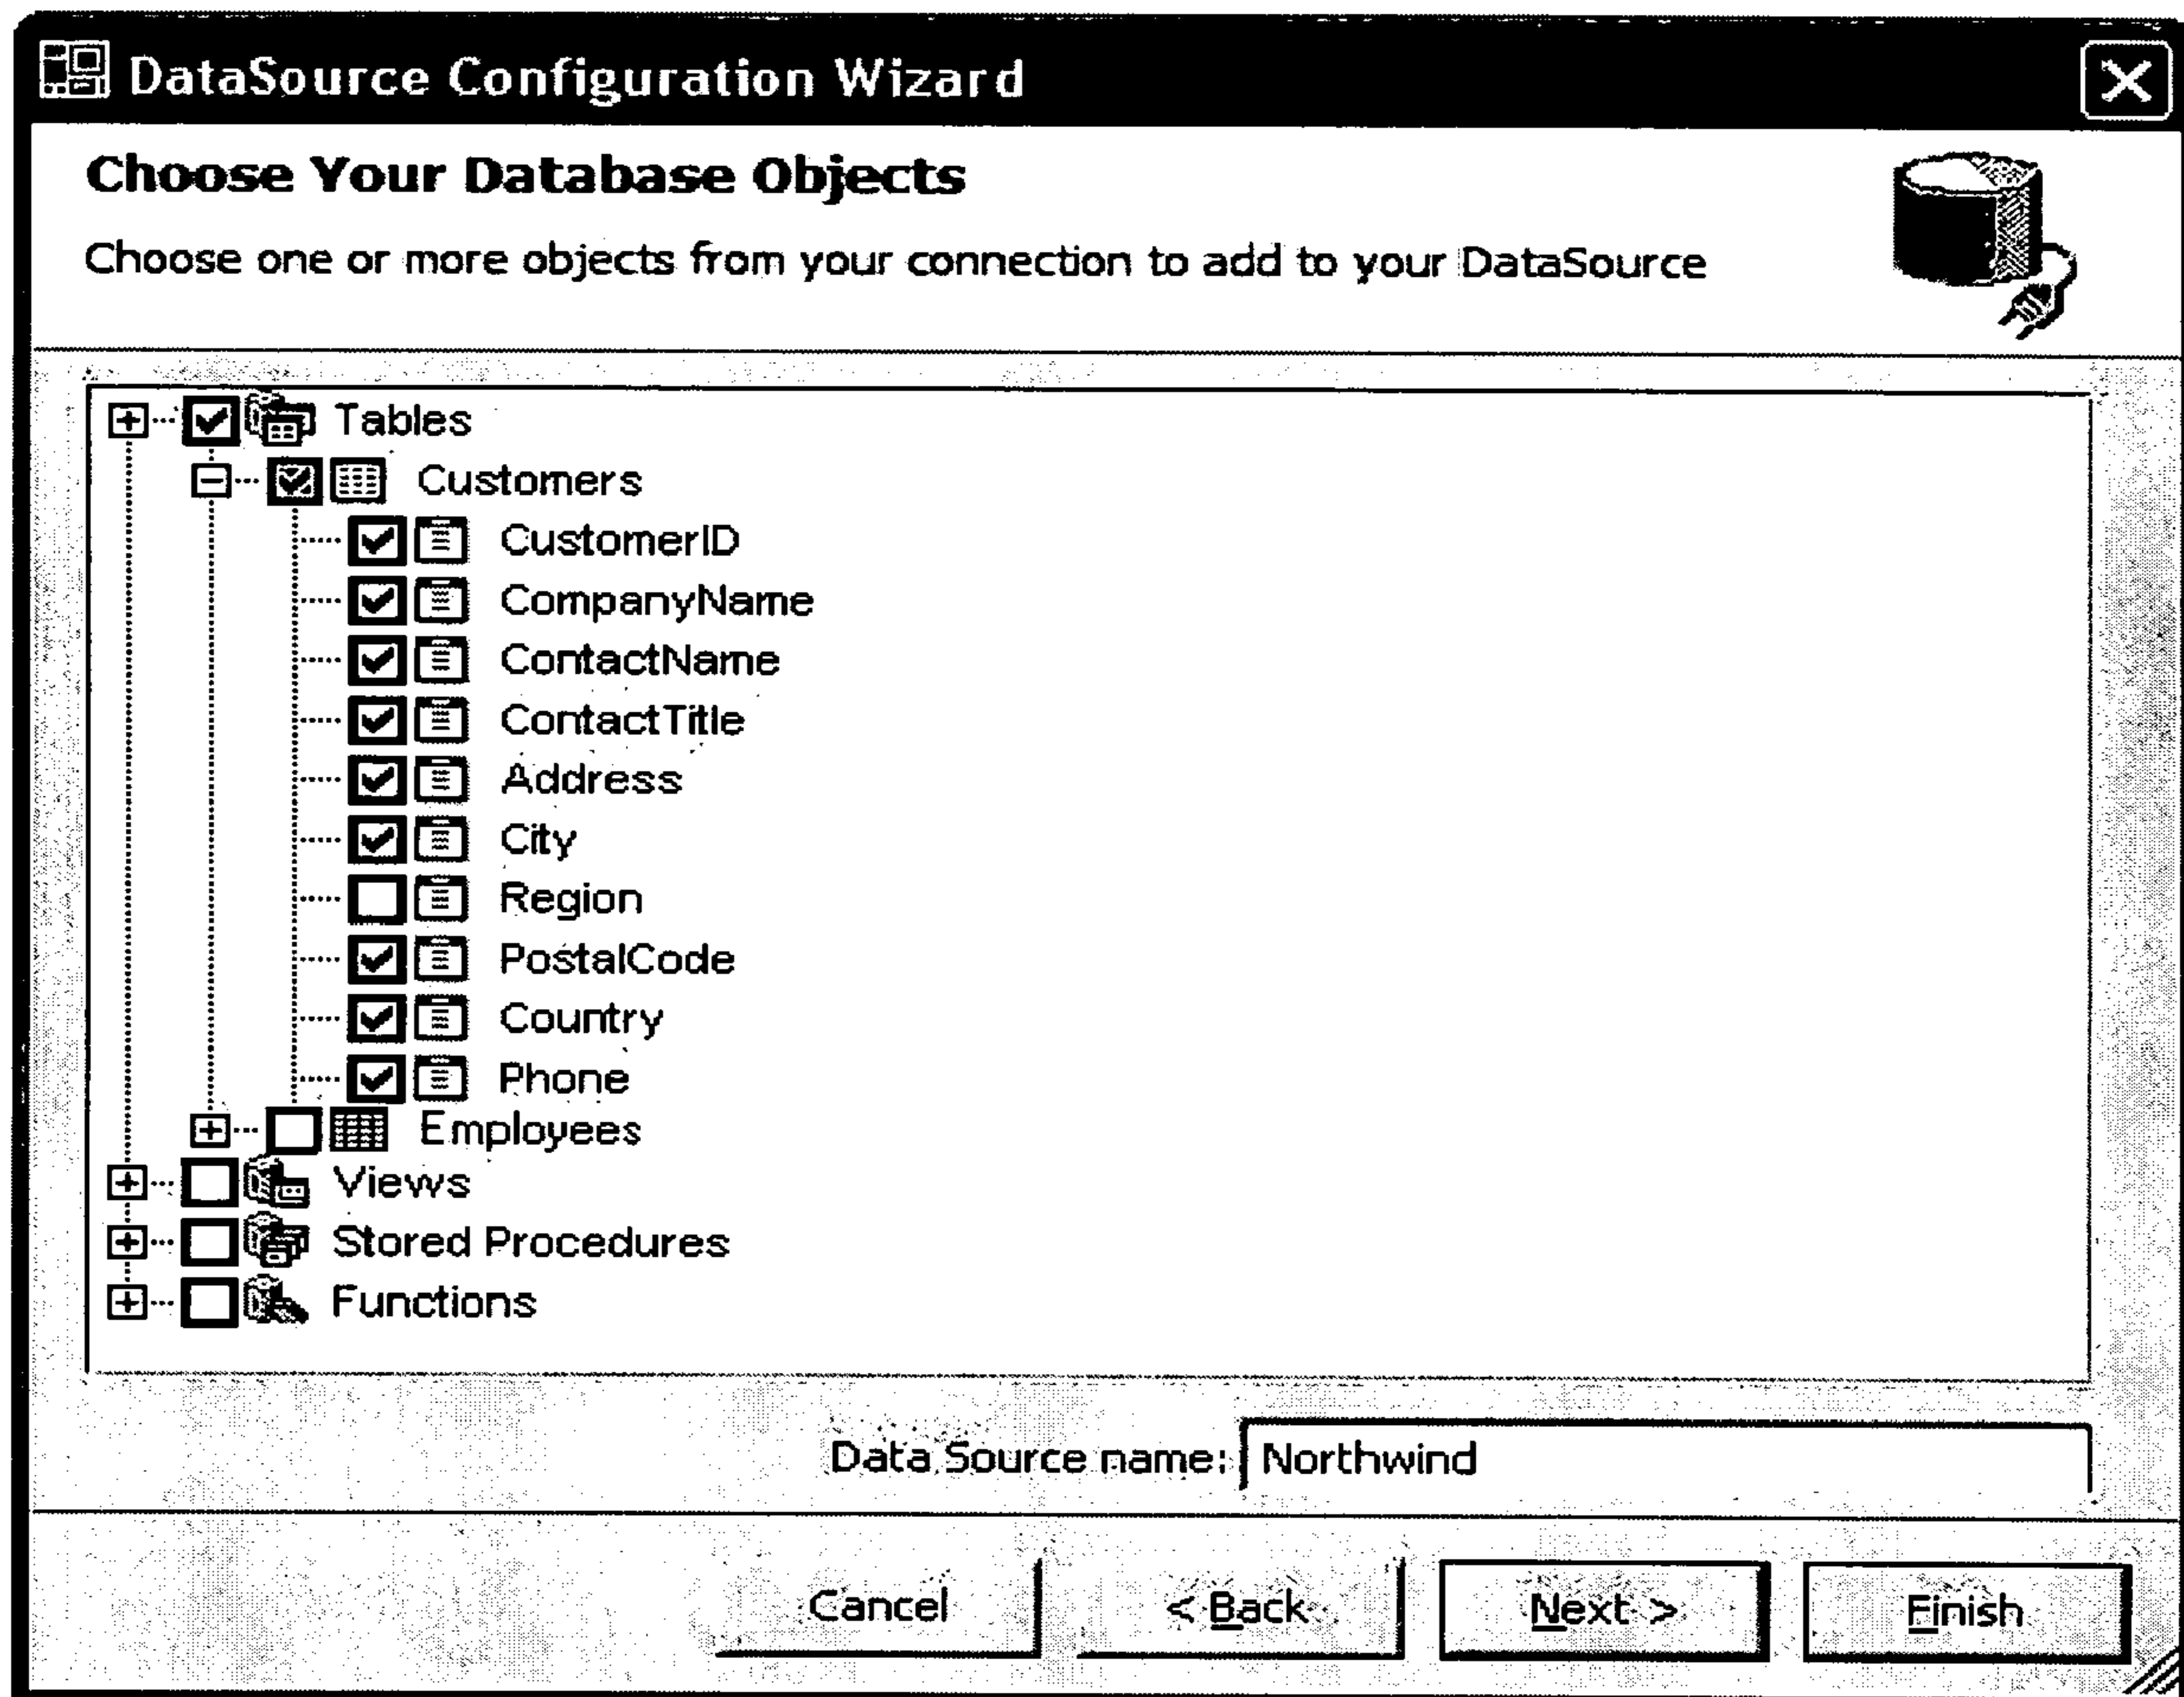 DataSource Configuration Wizard
Choose Your Database Objects
Choose one or more objects from your connection to add to your DataSource
Tables
Customers
CustomerID
CompanyName
ContactName
ContactTitle
Address
City
Region
PostalCode
Country
Phone
Employees
Views
Stored Procedures
Functions
Data Source name: Northwind
Cancel < Back Next > Finish